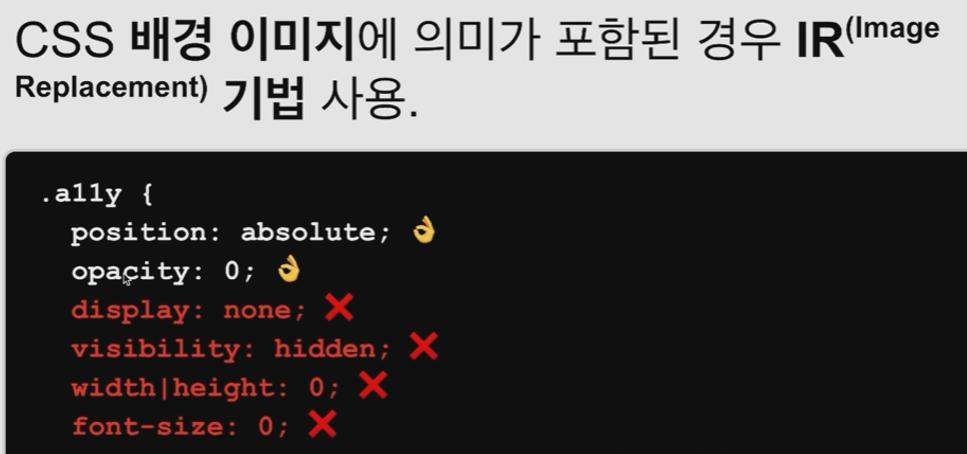 CSS 배경 이미지에 의미가 포함된 경우 IR(Image
Replacement) 기법 사용.
.a11y {
position: absolute; 👌
opacity: 0; 👌
display: none; ❌
visibility: hidden; ❌
width|height: 0; ❌
font-size: 0; ❌